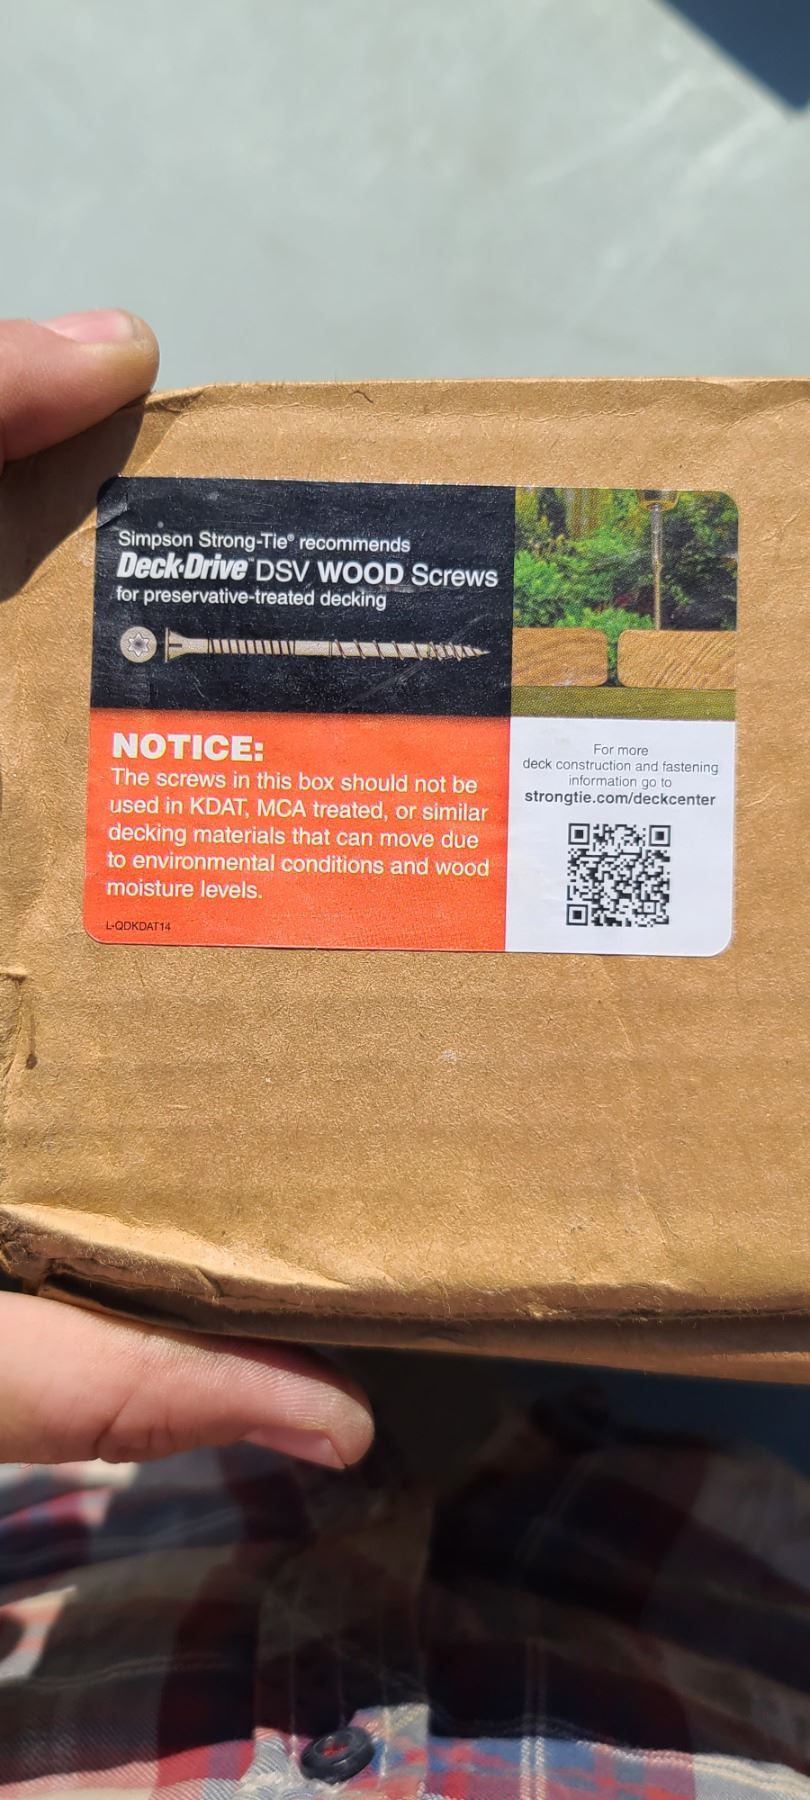 Simpson Strong-Tie® recommends
Deck-Drive™ DSV WOOD Screws
for preservative-treated decking
NOTICE:
The screws in this box should not be
used in KDAT, MCA treated, or similar
decking materials that can move due
to environmental conditions and wood
moisture levels.
L-QDKDAT14
For more
deck construction and fastening
information go to
strongtie.com/deckcenter